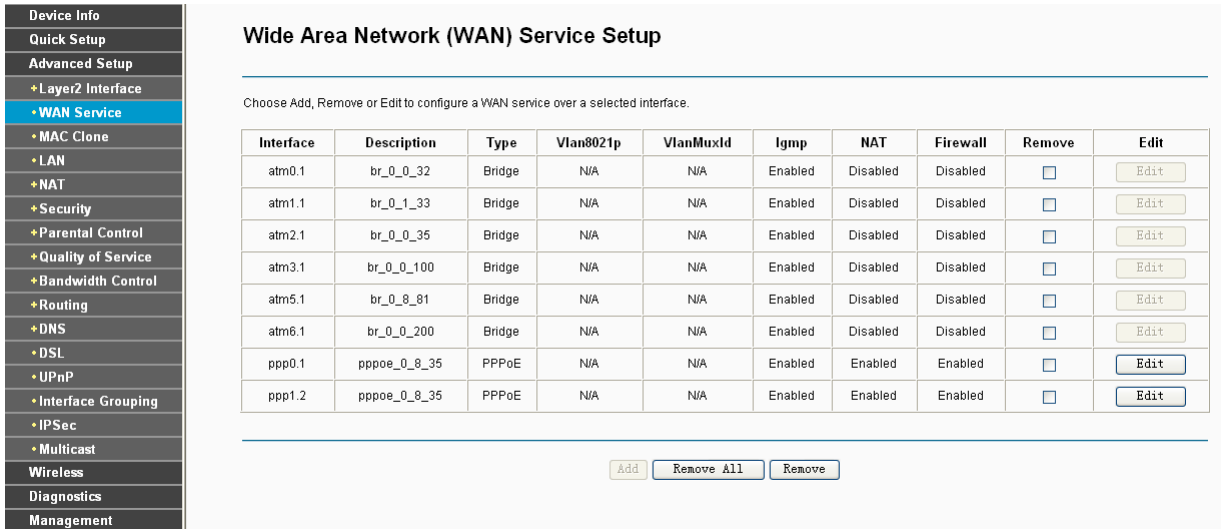 Device Info
Quick Setup
Advanced Setup
+Layer2 Interface
•WAN Service
•MAC Clone
•LAN
+NAT
+Security
+Parental Control
+Quality of Service
+Bandwidth Control
+Routing
+DNS
•DSL
•UPnP
•Interface Grouping
•IPSec
•Multicast
Wireless
Diagnostics
Management
Wide Area Network (WAN) Service Setup
Choose Add, Remove or Edit to configure a WAN service over a selected interface.
Interface Description Type Vlan8021p VlanMuxId Igmp NAT Firewall Remove Edit
atm0.1 br_0_0_32 Bridge N/A N/A Enabled Disabled Disabled Edit
atm1.1 br_0_1_33 Bridge N/A N/A Enabled Disabled Disabled Edit
atm2.1 br_0_0_35 Bridge N/A N/A Enabled Disabled Disabled Edit
atm3.1 br_0_0_100 Bridge N/A N/A Enabled Disabled Disabled Edit
atm5.1 br_0_8_81 Bridge N/A N/A Enabled Disabled Disabled Edit
atm6.1 br_0_0_200 Bridge N/A N/A Enabled Disabled Disabled Edit
ppp0.1 pppoe_0_8_35 PPPoE N/A N/A Enabled Enabled Enabled Edit
ppp1.2 pppoe_0_8_35 PPPoE N/A N/A Enabled Enabled Enabled Edit
Add Remove All Remove